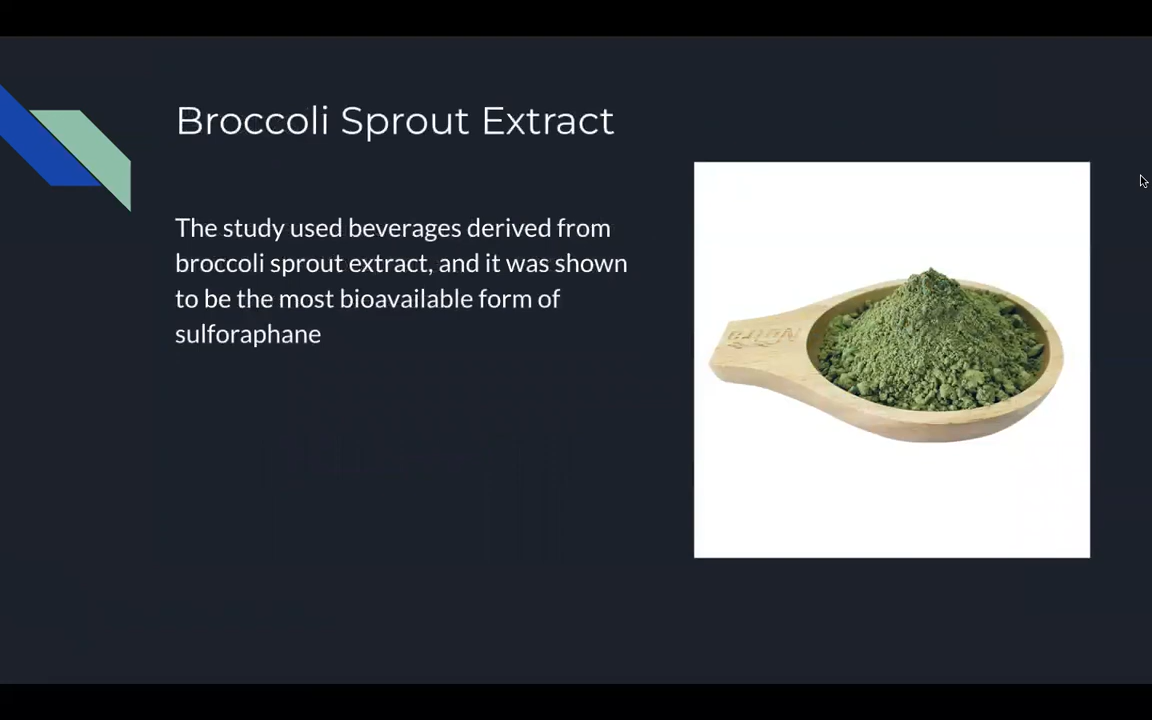 Broccoli Sprout Extract
The study used beverages derived from
broccoli sprout extract, and it was shown
to be the most bioavailable form of
sulforaphane